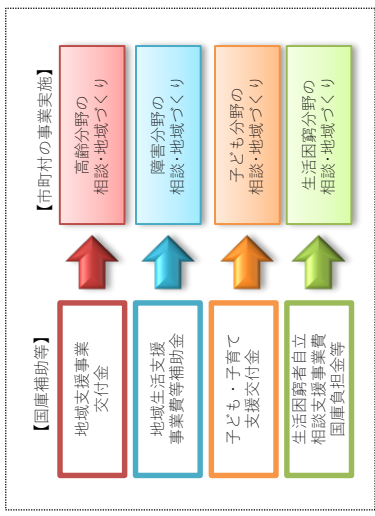 【国庫補助等】
地域支援事業
交付金
地域生活支援
事業費等補助金
子ども・子育て
支援交付金
生活困窮者自立
相談支援事業費
国庫負担金等
【市町村の事業実施】
高齢分野の
相談・地域づくり
障害分野の
相談・地域づくり
子ども分野の
相談・地域づくり
生活困窮分野の
相談・地域づくり